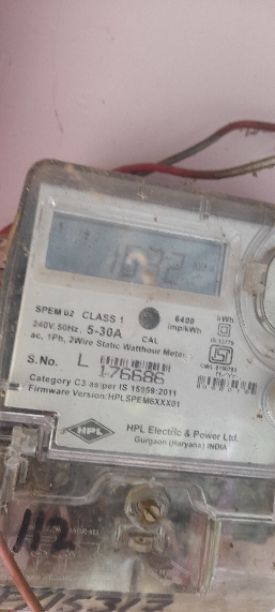 1672
SPEM 02 CLASS 1 6400 kWh
240V. 50Hz. 5-30A CAL imp/kWh
ac, 1Ph, 2Wire Static Watthour Meter
S.No. L 176686
Category C3 as per IS 15959:2011
Firmware Version:HPLSPEM6XXX01
HPL HPL Electric & Power Ltd.
Gurgaon (Haryana) INDIA